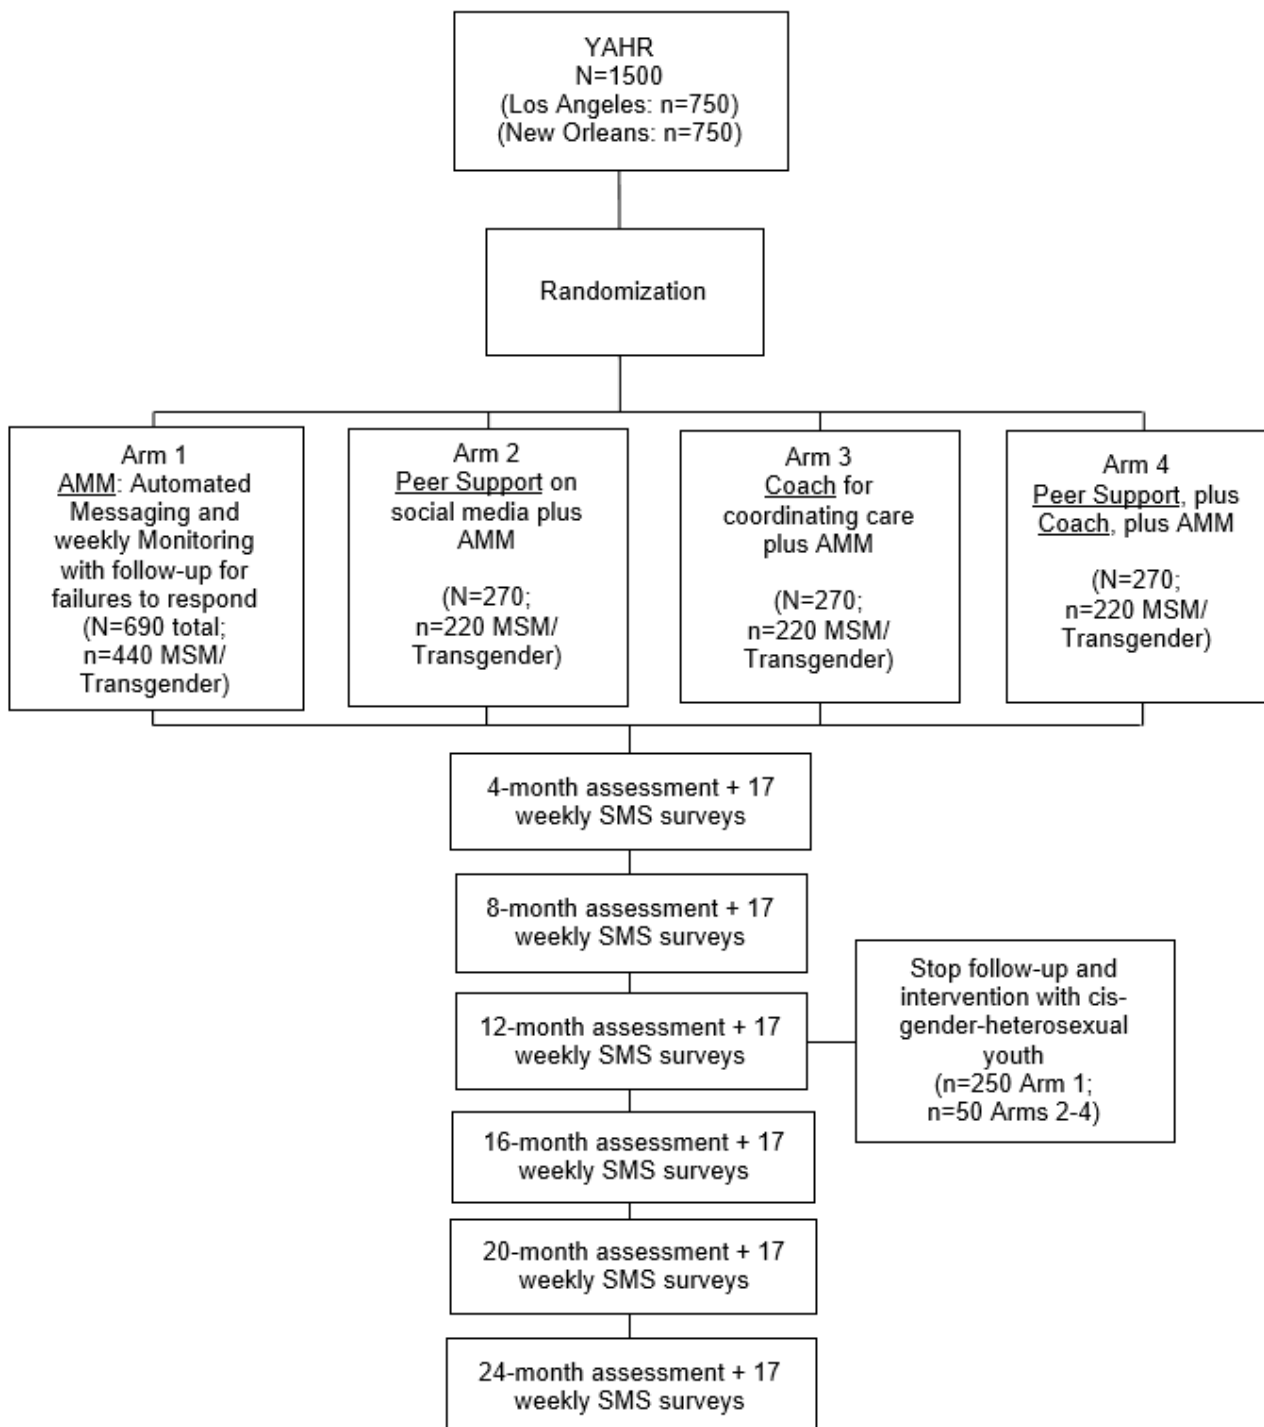 YAHR
N=1500
(Los Angeles: n=750)
(New Orleans: n=750)
Randomization
Arm 1
AMM: Automated
Messaging and
weekly Monitoring
with follow-up for
failures to respond
(N=690 total;
n=440 MSM/
Transgender)
Arm 2
Peer Support on
social media plus
AMM
(N=270;
n=220 MSM/
Transgender)
Arm 3
Coach for
coordinating care
plus AMM
(N=270;
n=220 MSM/
Transgender)
Arm 4
Peer Support, plus
Coach, plus AMM
(N=270;
n=220 MSM/
Transgender)
4-month assessment + 17
weekly SMS surveys
8-month assessment + 17
weekly SMS surveys
12-month assessment + 17
weekly SMS surveys
Stop follow-up and
intervention with cis-
gender-heterosexual
youth
(n=250 Arm 1;
n=50 Arms 2-4)
16-month assessment + 17
weekly SMS surveys
20-month assessment + 17
weekly SMS surveys
24-month assessment + 17
weekly SMS surveys